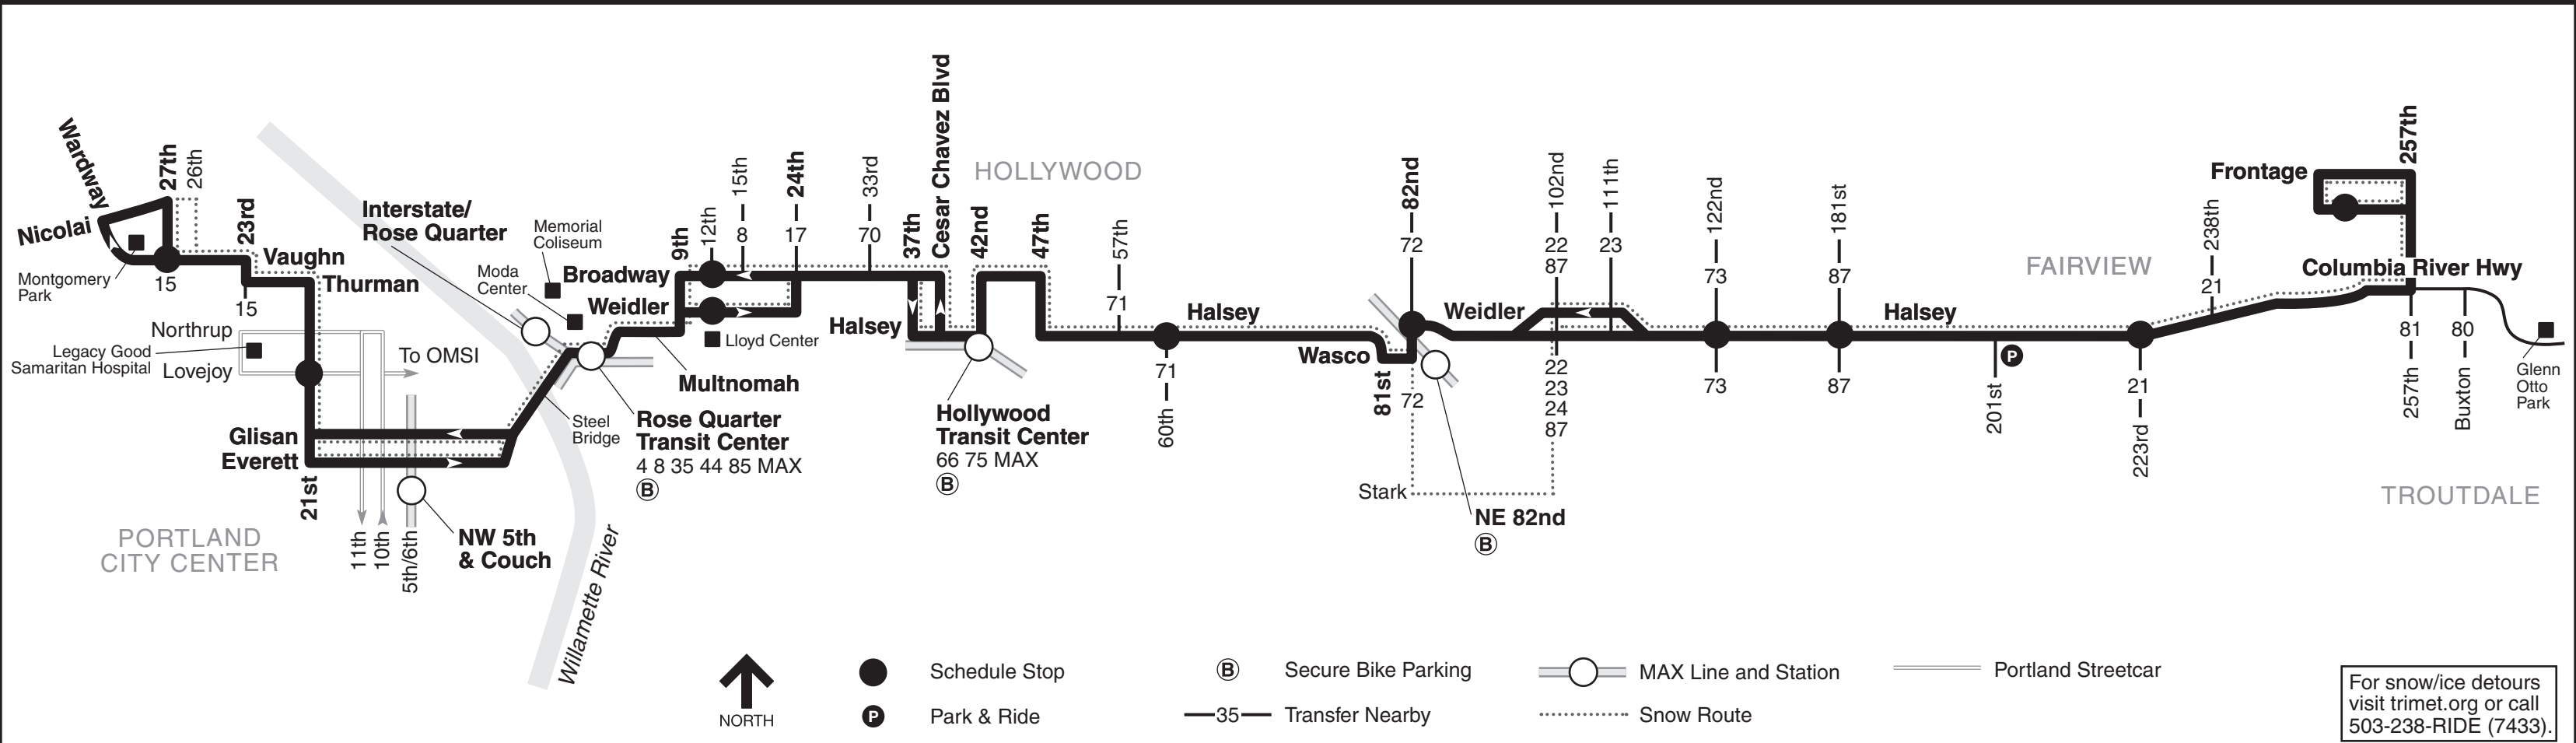 Wardway
Nicolai
Montgomery
Park
27th
26th
15
23rd
15
Vaughn
Thurman
Northrup
Legacy Good
Samaritan Hospital
Lovejoy
To OMSI
Glisan
Everett
21st
PORTLAND
CITY CENTER
11th
10th
5th/6th
NW 5th
& Couch
Interstate/
Rose Quarter
Memorial
Coliseum
Moda
Center
Steel
Bridge
Willamette River
Rose Quarter
Transit Center
4 8 35 44 85 MAX
B
Multnomah
Broadway
Weidler
9th
12th
15th
8
24th
17
Lloyd Center
33rd
70
37th
Cesar Chavez Blvd
Halsey
HOLLYWOOD
42nd
47th
Hollywood
Transit Center
66 75 MAX
B
57th
71
71
60th
Halsey
Wasco
81st
82nd
72
72
Stark
NE 82nd
B
Weidler
102nd
22
87
111th
23
22
23
24
87
122nd
73
73
181st
87
87
Halsey
201st
P
FAIRVIEW
21
223rd
238th
21
Frontage
257th
Columbia River Hwy
81
257th
80
Buxton
Glenn
Otto
Park
TROUTDALE
NORTH
Schedule Stop
P Park & Ride
B Secure Bike Parking
35 Transfer Nearby
MAX Line and Station
Snow Route
Portland Streetcar
For snow/ice detours
visit trimet.org or call
503-238-RIDE (7433).